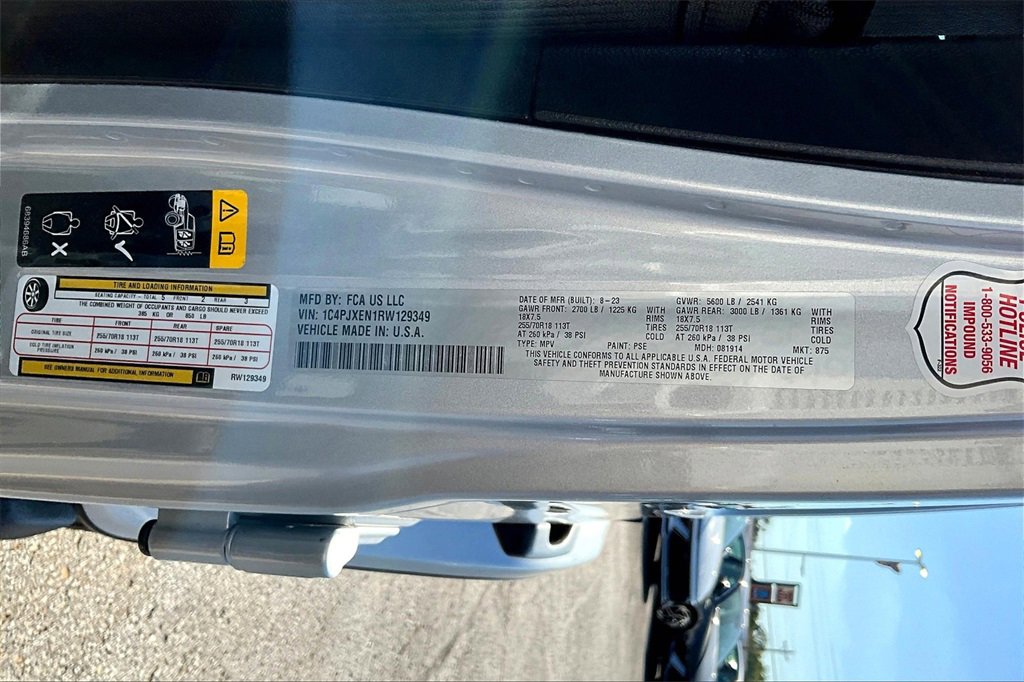 68394686AB
TIRE AND LOADING INFORMATION
SEATING CAPACITY - TOTAL 5 FRONT 2 REAR 3
THE COMBINED WEIGHT OF OCCUPANTS AND CARGO SHOULD NEVER EXCEED
385 KG OR 850 LB
TIRE FRONT REAR SPARE
ORIGINAL TIRE SIZE 255/70R18 113T 255/70R18 113T 255/70R18 113T
COLD TIRE INFLATION PRESSURE 260 kPa / 38 PSI 260 kPa / 38 PSI 260 kPa / 38 PSI
SEE OWNERS MANUAL FOR ADDITIONAL INFORMATION
RW129349
MFD BY: FCA US LLC
VIN: 1C4PJXEN1RW129349
VEHICLE MADE IN U.S.A.
DATE OF MFR (BUILT): 8-23 GVWR: 5600 LB / 2541 KG
GAWR FRONT: 2700 LB / 1225 KG WITH GAWR REAR: 3000 LB / 1361 KG WITH
18X7.5 RIMS 18X7.5 RIMS
255/70R18 113T TIRES 255/70R18 113T TIRES
AT 260 kPa / 38 PSI COLD AT 260 kPa / 38 PSI COLD
TYPE: MPV PAINT: PSE MDH: 081914 MKT: 875
THIS VEHICLE CONFORMS TO ALL APPLICABLE U.S.A. FEDERAL MOTOR VEHICLE
SAFETY AND THEFT PREVENTION STANDARDS IN EFFECT ON THE DATE OF
MANUFACTURE SHOWN ABOVE.
POLICE
HOTLINE
1-800-533-9056
IMPOUND
NOTIFICATIONS